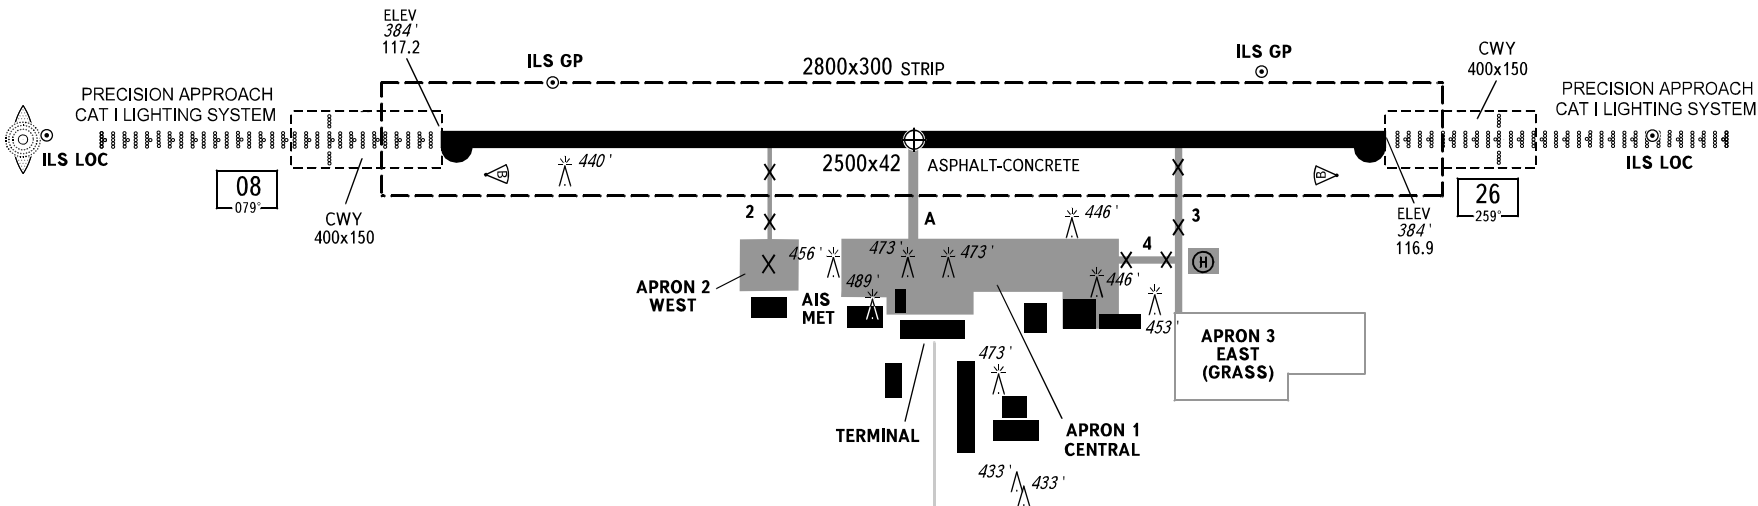 ELEV
384'
117.2
ILS GP
2800x300 STRIP
ILS GP
CWY
400x150
PRECISION APPROACH
CAT I LIGHTING SYSTEM
PRECISION APPROACH
CAT I LIGHTING SYSTEM
ILS LOC
ILS LOC
08
079°
CWY
400x150
B
440'
2500x42 ASPHALT-CONCRETE
B
26
259°
ELEV
384'
116.9
2
A
446'
3
4
H
456'
473'
473'
446'
489'
453'
APRON 2
WEST
AIS
MET
APRON 3
EAST
(GRASS)
473'
TERMINAL
APRON 1
CENTRAL
433'
433'